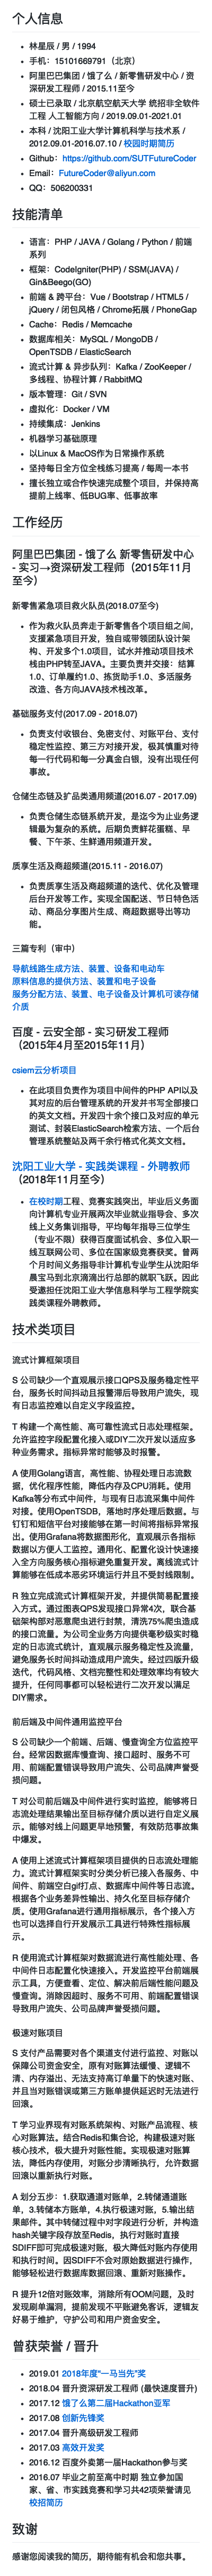 个人信息
林星辰 / 男 / 1994
手机：15101669791（北京）
阿里巴巴集团 / 饿了么 / 新零售研发中心 / 资
深研发工程师 / 2015.11至今
硕士已录取 / 北京航空航天大学 统招非全软件
工程 人工智能方向 / 2019.09.01-2021.01
本科 / 沈阳工业大学计算机科学与技术系 /
2012.09.01-2016.07.10 / 校园时期简历
Github：https://github.com/SUTFutureCoder
Email：FutureCoder@aliyun.com
QQ：506200331
技能清单
语言：PHP / JAVA / Golang / Python / 前端
系列
框架：CodeIgniter(PHP) / SSM(JAVA) /
Gin&Beego(GO)
前端 & 跨平台：Vue / Bootstrap / HTML5 /
jQuery / 闭包风格 / Chrome拓展 / PhoneGap
Cache：Redis / Memcache
数据库相关：MySQL / MongoDB /
OpenTSDB / ElasticSearch
流式计算 & 异步队列：Kafka / ZooKeeper /
多线程、协程计算 / RabbitMQ
版本管理：Git / SVN
虚拟化：Docker / VM
持续集成：Jenkins
机器学习基础原理
以Linux & MacOS作为日常操作系统
坚持每日全方位全栈练习提高 / 每周一本书
擅长独立或合作快速完成整个项目，并保持高
提前上线率、低BUG率、低事故率
工作经历
阿里巴巴集团 - 饿了么 新零售研发中心
- 实习→资深研发工程师（2015年11月
至今）
新零售紧急项目救火队员(2018.07至今)
作为救火队员奔走于新零售各个项目组之间，
支援紧急项目开发，独自或带领团队设计架
构、开发多个1.0项目，试水并推动项目技术
栈由PHP转至JAVA。主要负责并交接：结算
1.0、订单履约1.0、拣货助手1.0、多活服务
改造、各方向JAVA技术栈改革。
基础服务支付(2017.09 - 2018.07)
负责支付收银台、免密支付、对账平台、支付
稳定性监控、第三方对接开发，极其慎重对待
每一行代码和每一分真金白银，没有出现任何
事故。
仓储生态链及扩品类通用频道(2016.07 - 2017.09)
负责仓储生态链系统开发，是迄今为止业务逻
辑最为复杂的系统。后期负责鲜花蛋糕、早
餐、下午茶、生鲜通用频道开发。
质享生活及商超频道(2015.11 - 2016.07)
负责质享生活及商超频道的迭代、优化及管理
后台开发等工作。实现全国配送、节日特色活
动、商品分享图片生成、商超数据导出等功
能。
三篇专利（审中）
导航线路生成方法、装置、设备和电动车
原料信息的提供方法、装置和电子设备
服务分配方法、装置、电子设备及计算机可读存储
介质
百度 - 云安全部 - 实习研发工程师
（2015年4月至2015年11月）
csiem云分析项目
在此项目负责作为项目中间件的PHP API以及
其对应的后台管理系统的开发并书写全部接口
的英文文档。开发四十余个接口及对应的单元
测试、封装ElasticSearch检索方法、一个后台
管理系统整站及两千余行格式化英文文档。
沈阳工业大学 - 实践类课程 - 外聘教师
（2018年11月至今）
在校时期工程、竞赛实践突出，毕业后义务面
向计算机专业开展两次毕业就业指导会、多次
线上义务集训指导，平均每年指导三位学生
（专业不限）获得百度面试机会、多位入职一
线互联网公司、多位在国家级竞赛获奖。曾两
个月时间义务指导非计算机专业学生从沈阳华
晨宝马到北京滴滴出行总部的就职飞跃。因此
受邀担任沈阳工业大学信息科学与工程学院实
践类课程外聘教师。
技术类项目
流式计算框架项目
S 公司缺少一个直观展示接口QPS及服务稳定性平
台，服务长时间抖动且报警滞后导致用户流失，现
有日志监控难以自定义字段监控。
T 构建一个高性能、高可靠性流式日志处理框架。
允许监控字段配置化接入或DIY二次开发以适应多
种业务需求。指标异常时能够及时报警。
A 使用Golang语言，高性能、协程处理日志流数
据，优化程序性能，降低内存及CPU消耗。使用
Kafka等分布式中间件，与现有日志流采集中间件
对接。使用OpenTSDB，落地时序处理后数据。与
钉钉和短信平台对接能够在第一时间将指标异常报
出。使用Grafana将数据图形化，直观展示各指标
数据以方便人工监控。通用化、配置化设计快速接
入全方向服务核心指标避免重复开发。离线流式计
算能够在低成本恶劣环境运行并且不受封线限制。
R 独立完成流式计算框架开发，并提供简易配置接
入方式。通过图表QPS发现接口异常4次，联合基
础架构部对恶意爬虫进行封禁，清洗75%爬虫造成
的接口流量。为公司全业务方向提供毫秒级实时稳
定的日志流式统计，直观展示服务稳定性及流量，
避免服务长时间抖动造成用户流失。经过四版升级
迭代，代码风格、文档完整性和处理效率均有较大
提升，任何同事都可以轻松进行二次开发以满足
DIY需求。
前后端及中间件通用监控平台
S 公司缺少一个前端、后端、慢查询全方位监控平
台。经常因数据库慢查询、接口超时、服务不可
用、前端配置错误导致用户流失、公司品牌声誉受
损问题。
T 对公司前后端及中间件进行实时监控，能够将日
志流处理结果输出至目标存储介质以进行自定义展
示。能够对线上问题更早地预警，有效防范事故集
中爆发。
A 使用上述流式计算框架项目提供的日志流处理能
力。流式计算框架实时分类分析已接入各服务、中
间件、前端空白gif打点、数据库中间件等日志流。
根据各个业务差异性输出、持久化至目标存储介
质。使用Grafana进行通用指标展示，各个接入方
也可以选择自行开发展示工具进行特殊性指标展
示。
R 使用流式计算框架对数据流进行高性能处理、各
中间件日志配置化快速接入。开发监控平台前端展
示工具，方便查看、定位、解决前后端性能问题及
慢查询。消除因超时、服务不可用、前端配置错误
导致用户流失、公司品牌声誉受损问题。
极速对账项目
S 支付产品需要对各个渠道支付进行监控、对账以
保障公司资金安全，原有对账算法缓慢、逻辑不
清、内存溢出、无法支持高订单量下的快速对账、
并且当对账错误或第三方账单提供延迟时无法进行
回滚。
T 学习业界现有对账系统架构、对账产品流程、核
心对账算法。结合Redis和集合论，构建极速对账
核心技术，极大提升对账性能。实现极速对账算
法，降低内存使用，对账分步清晰执行，允许数据
回滚以重新执行对账。
A 划分五步：1.获取通道对账单，2.转储通道账
单，3.转储本方账单，4.执行极速对账，5.输出结
果邮件。其中转储过程中对字段进行分析，并构造
hash关键字段存放至Redis，执行对账时直接
SDIFF即可完成极速对账，极大降低对账内存使用
和执行时间。因SDIFF不会对原始数据进行操作，
能够轻松进行数据库数据回滚、重新对账操作。
R 提升12倍对账效率，消除所有OOM问题，及时
发现刷单漏洞，提前发现不平账避免客诉，逻辑友
好易于维护，守护公司和用户资金安全。
曾获荣誉 / 晋升
2019.01 2018年度“一马当先”奖
2018.04 晋升资深研发工程师 (最快速度晋升)
2017.12 饿了么第二届Hackathon亚军
2017.08 创新先锋奖
2017.04 晋升高级研发工程师
2017.03 高效开发奖
2016.12 百度外卖第一届Hackathon参与奖
2016.07 毕业之前至高中时期 独立参加国
家、省、市实践竞赛和学习共42项荣誉请见
校招简历
致谢
感谢您阅读我的简历，期待能有机会和您共事。